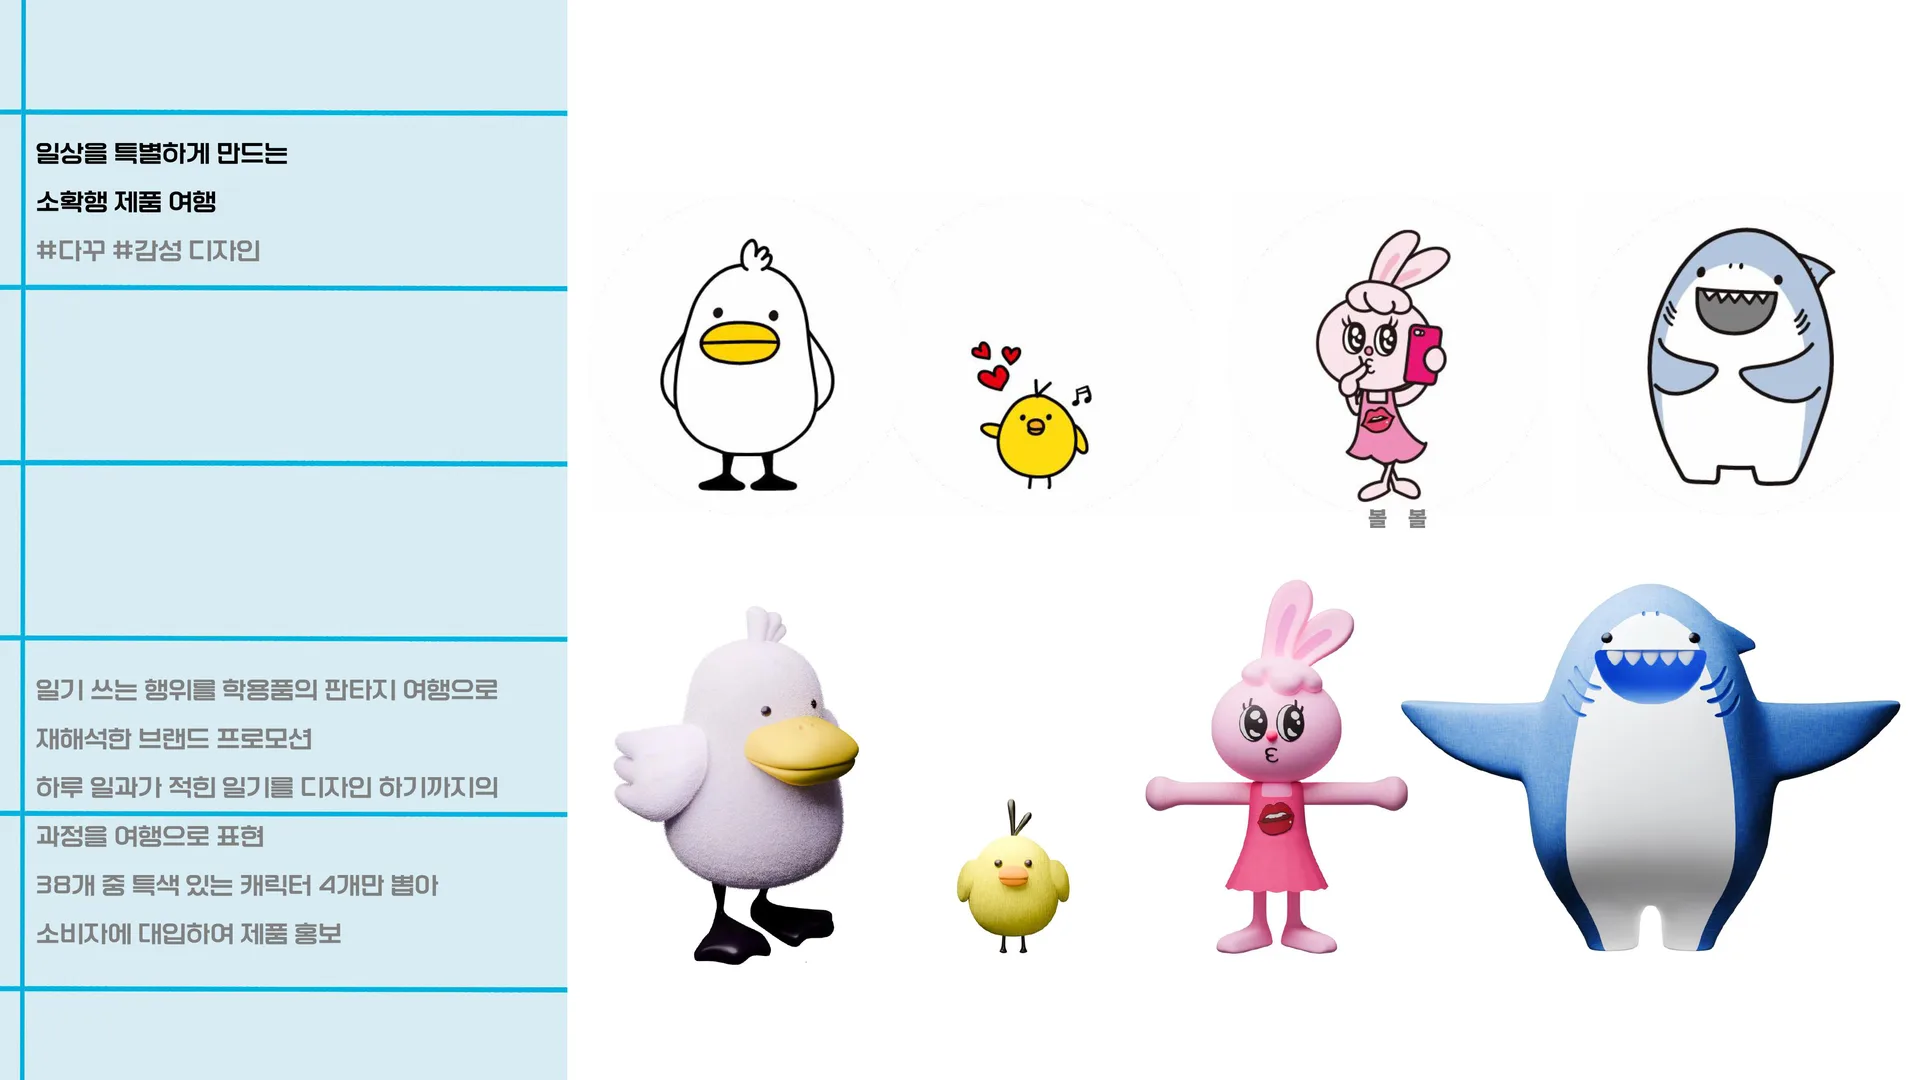 일상을 특별하게 만드는
소확행 제품 여행
#다꾸 #감성 디자인
일기 쓰는 행위를 학용품의 판타지 여행으로
재해석한 브랜드 프로모션
하루 일과가 적힌 일기를 디자인 하기까지의
과정을 여행으로 표현
38개 중 특색 있는 캐릭터 4개만 뽑아
소비자에 대입하여 제품 홍보
볼 볼